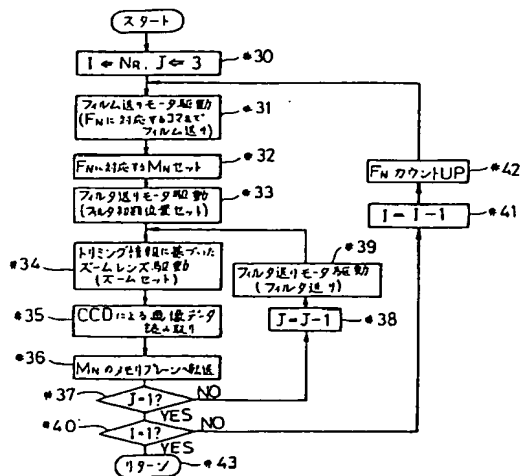 スタート
I ← NR, J ← 3
*30
フィルム送りモータ駆動
(FNに対応するコマまで
フィルム送り)
*31
FNに対応するMNセット
*32
フィルタ送りモータ駆動
(フィルタ初期位置セット)
*33
トリミング情報に基づいた
ズームレンズ駆動
(ズームセット)
*34
CCDによる画像データ
読み取り
*35
MNのメモリプレーンへ転送
*36
J=1?
*37
NO
YES
J=J-1
*38
フィルタ送りモータ駆動
(フィルタ送り)
*39
I=1?
*40
NO
YES
I=I-1
*41
FNカウントUP
*42
リターン
*43